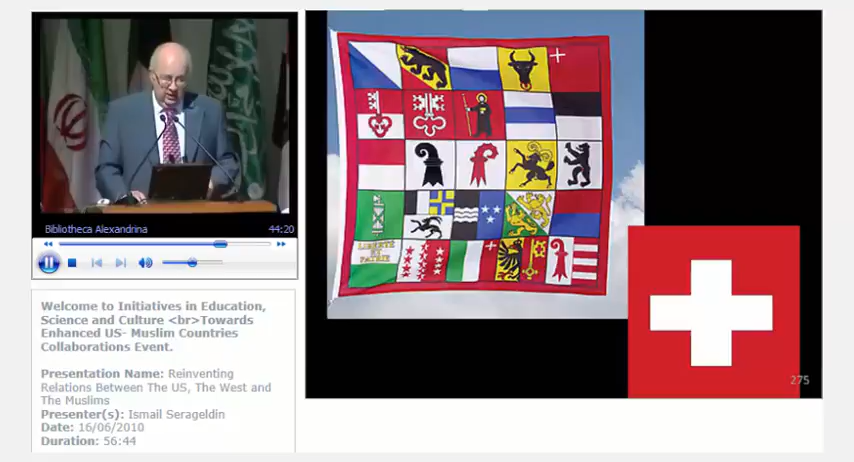 Bibliotheca Alexandrina
44:20
Welcome to Initiatives in Education,
Science and Culture <br>Towards
Enhanced US- Muslim Countries
Collaborations Event.
Presentation Name: Reinventing
Relations Between The US, The West and
The Muslims
Presenter(s): Ismail Serageldin
Date: 16/06/2010
Duration: 56:44
LIBERTÉ
ET
PATRIE
275